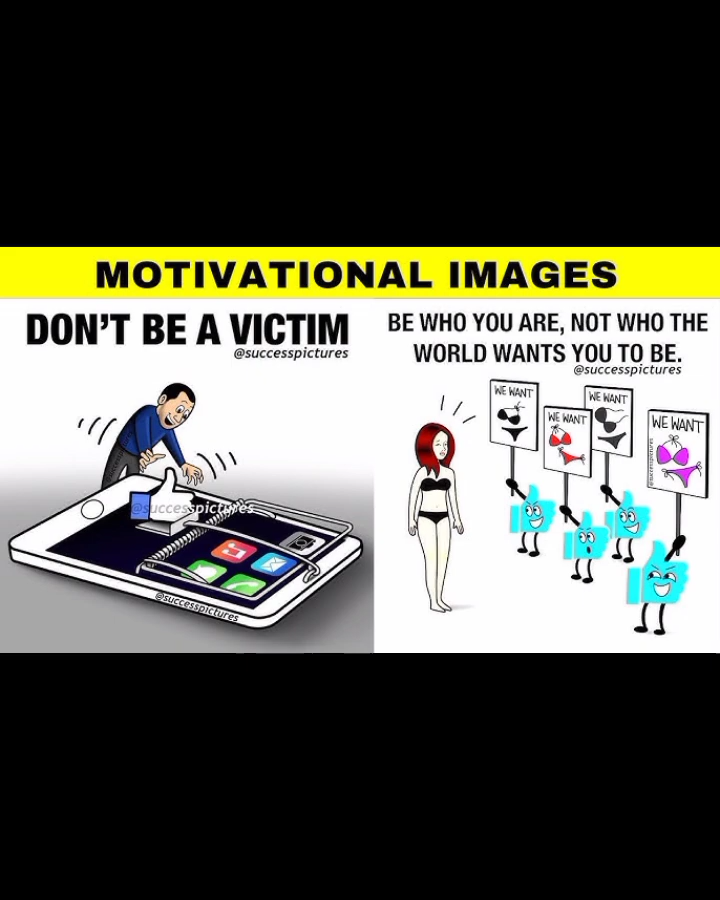 MOTIVATIONAL IMAGES
DON'T BE A VICTIM
@successpictures
@successpictures
@successpictures
BE WHO YOU ARE, NOT WHO THE
WORLD WANTS YOU TO BE.
@successpictures
WE WANT
WE WANT
WE WANT
WE WANT
@successpictures